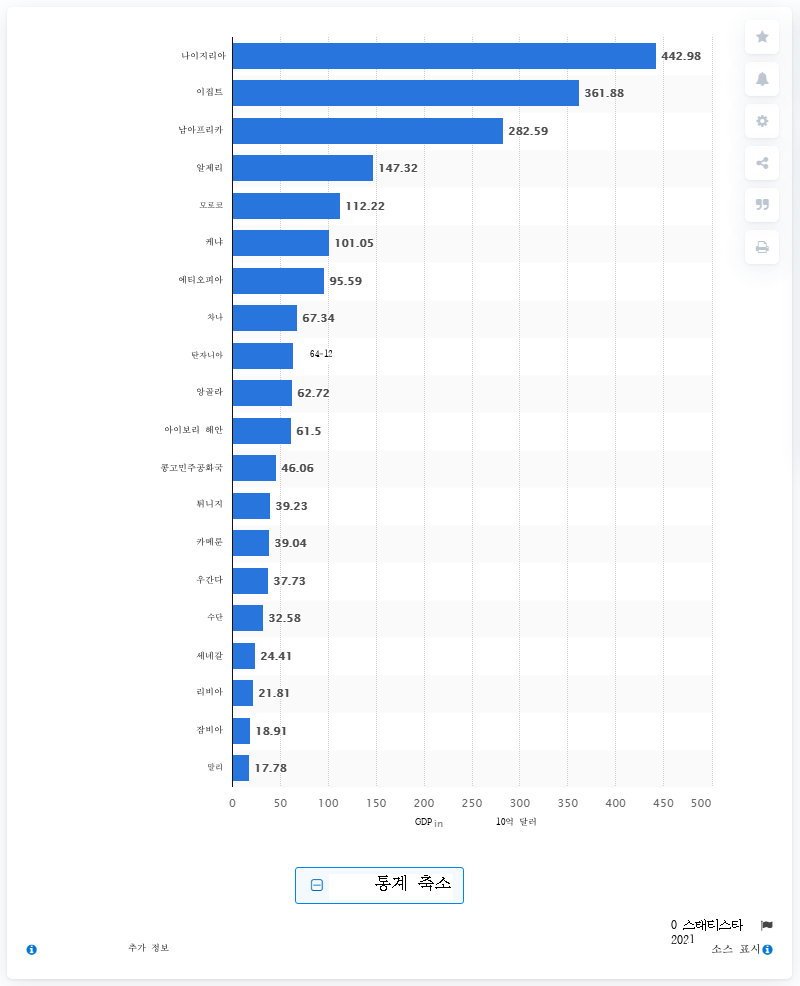 나이지리아 442.98
이집트 361.88
남아프리카 282.59
알제리 147.32
모로코 112.22
케냐 101.05
에티오피아 95.59
차나 67.34
탄자니아 64-12
앙골라 62.72
아이보리 해안 61.5
콩고민주공화국 46.06
튀니지 39.23
카메룬 39.04
우간다 37.73
수단 32.58
세네갈 24.41
리비아 21.81
잠비아 18.91
말리 17.78
0 50 100 150 200 250 300 350 400 450 500
GDP in 10억 달러
통계 축소
0 스태티스타
2021
추가 정보 소스 표시